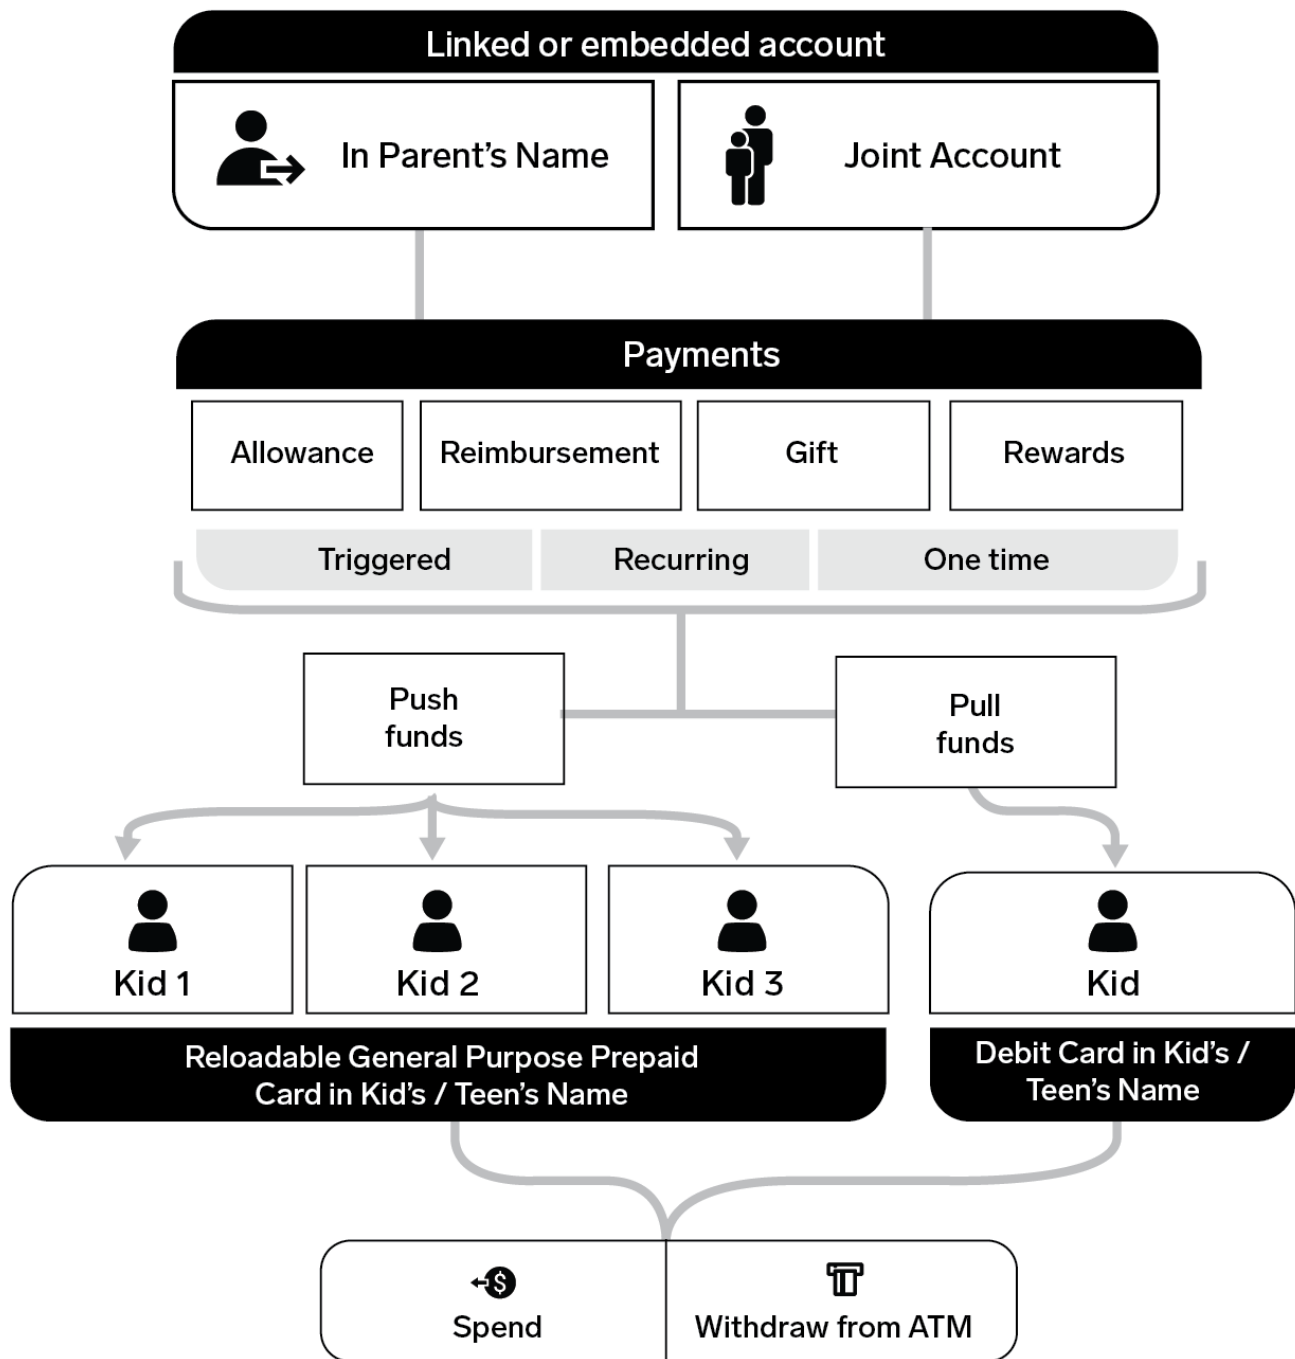 Linked or embedded account
In Parent's Name
Joint Account
Payments
Allowance
Reimbursement
Gift
Rewards
Triggered
Recurring
One time
Push
funds
Pull
funds
Kid 1
Kid 2
Kid 3
Kid
Reloadable General Purpose Prepaid
Card in Kid's / Teen's Name
Debit Card in Kid's /
Teen's Name
$
Spend
Withdraw from ATM